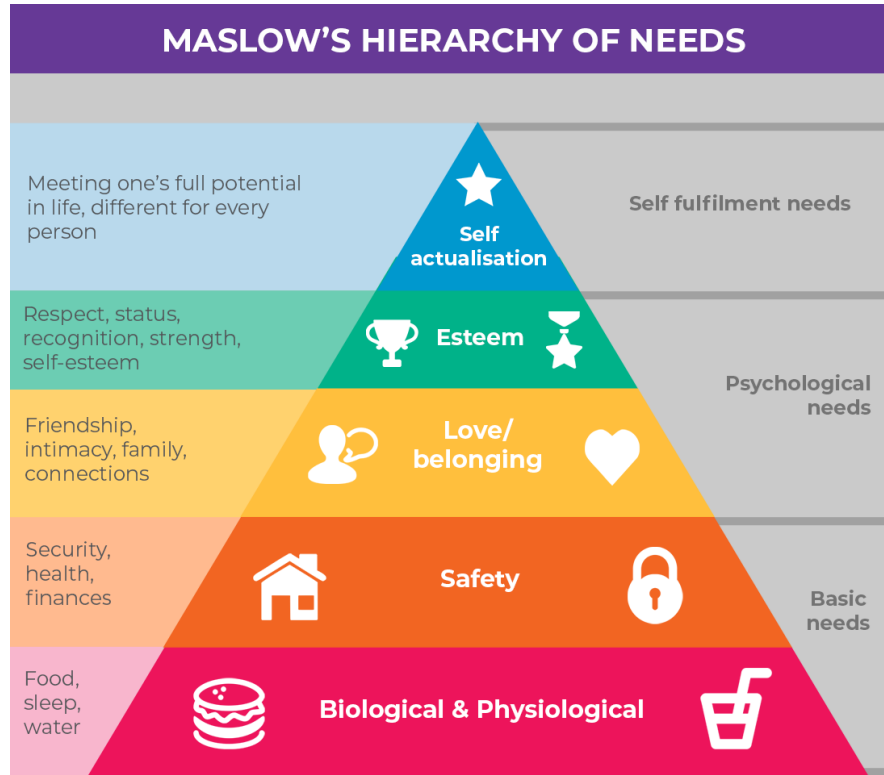 MASLOW'S HIERARCHY OF NEEDS
Meeting one's full potential
in life, different for every
person
Self
actualisation
Self fulfilment needs
Respect, status,
recognition, strength,
self-esteem
Esteem
Psychological
needs
Friendship,
intimacy, family,
connections
Love/
belonging
Security,
health,
finances
Safety
Basic
needs
Food,
sleep,
water
Biological & Physiological